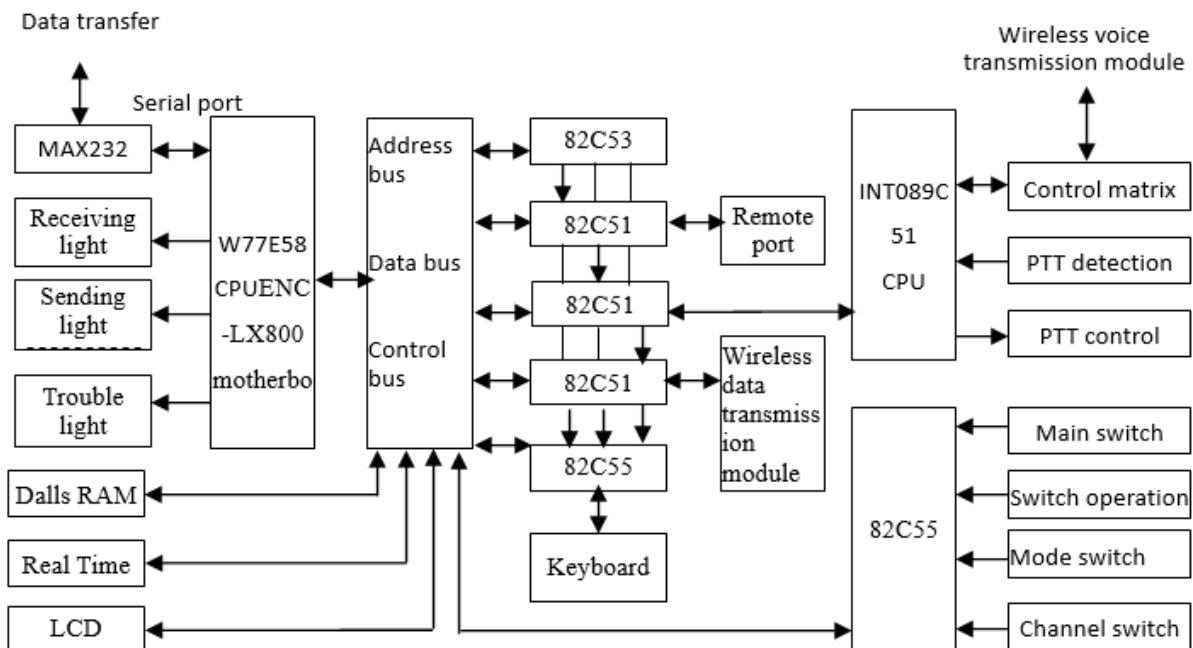 Data transfer
Serial port
MAX232
Receiving
light
Sending
light
Trouble
light
W77E58
CPUENC
-LX800
motherbo
Dalls RAM
Real Time
LCD
Address
bus
Data bus
Control
bus
82C53
82C51
82C51
82C51
82C55
Keyboard
Remote
port
Wireless
data
transmiss
ion
module
INT089C
51
CPU
82C55
Wireless voice
transmission module
Control matrix
PTT detection
PTT control
Main switch
Switch operation
Mode switch
Channel switch